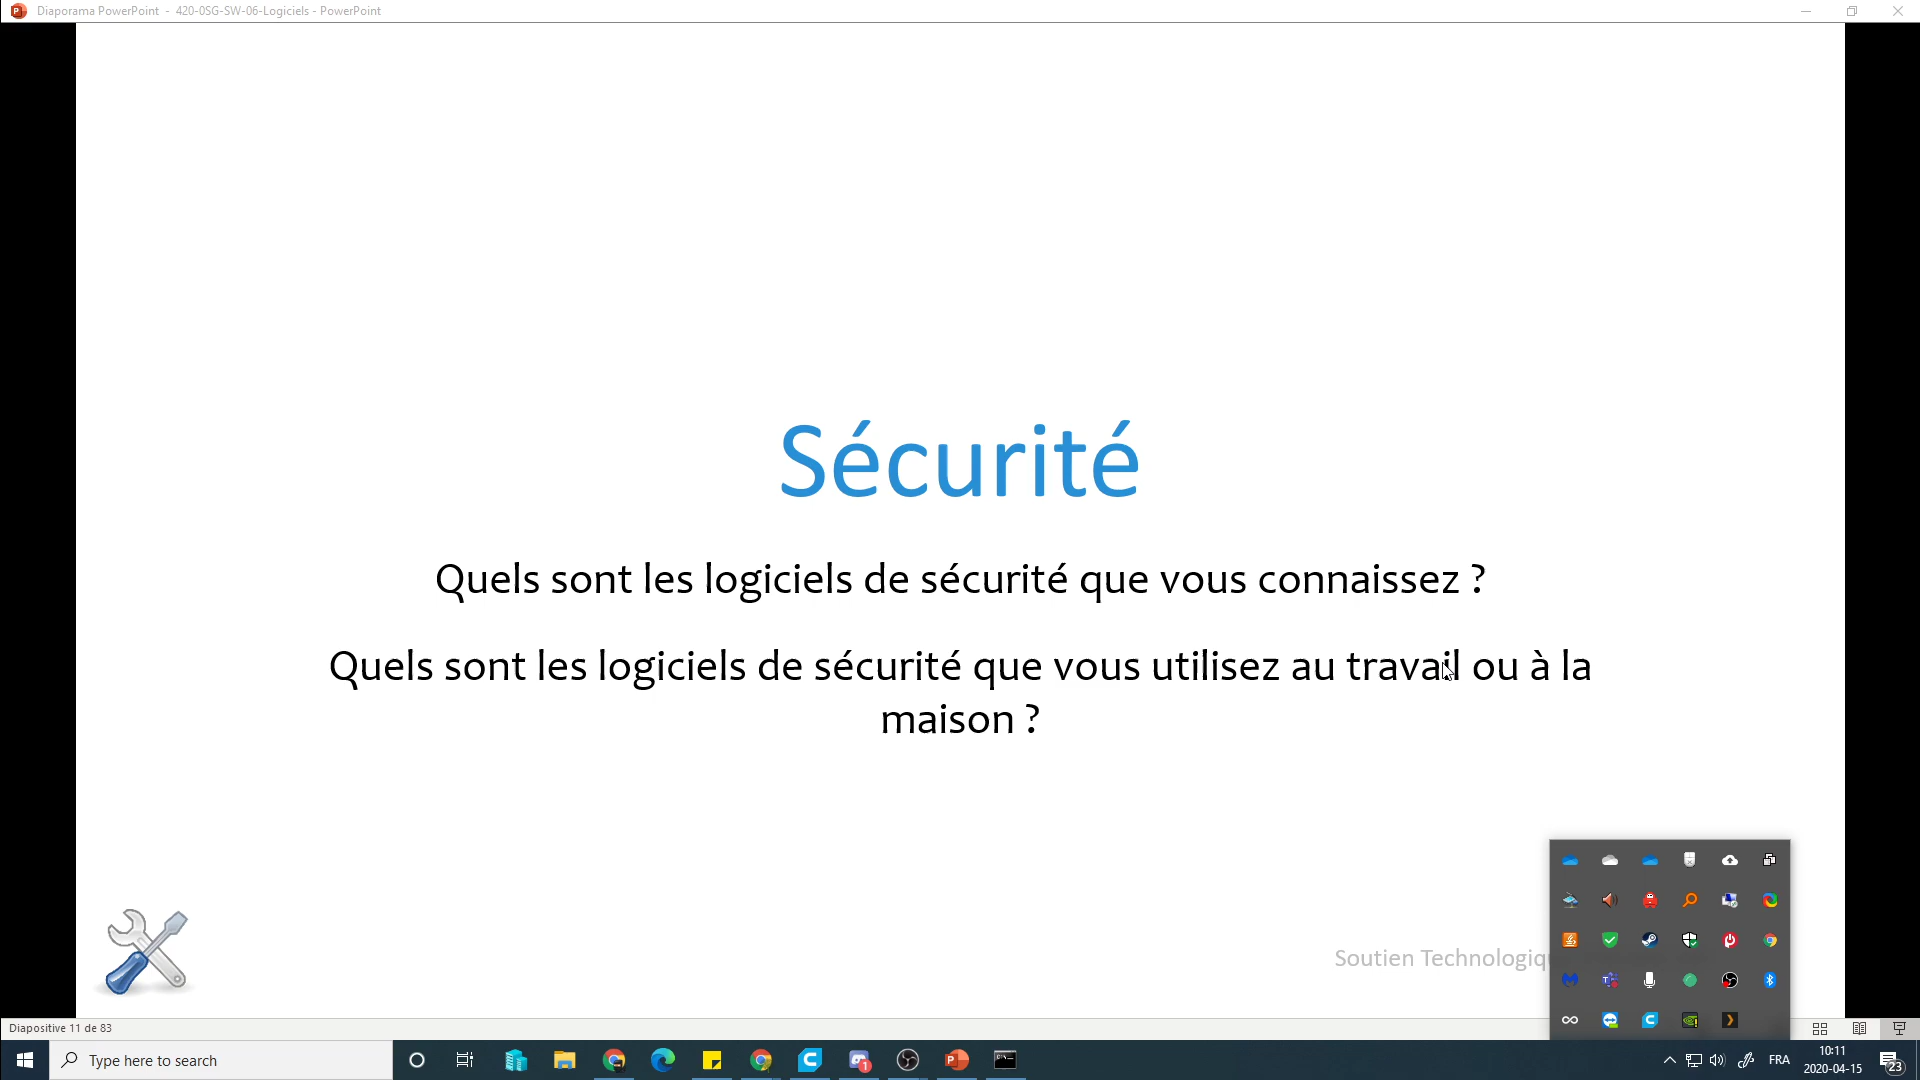 Diaporama PowerPoint - 420-0SG-SW-06-Logiciels - PowerPoint
Sécurité
Quels sont les logiciels de sécurité que vous connaissez ?
Quels sont les logiciels de sécurité que vous utilisez au travail ou à la
maison ?
Soutien
Diapositive 11 de 83
Type here to search
1
FRA
10:11
2020-04-15
23